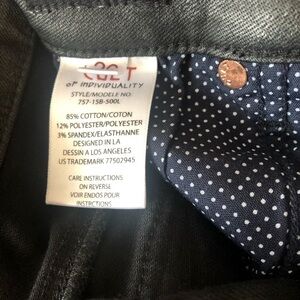 OF INDIVIDUALITY
STYLE/MODELE NO
757-15B-500L
85% COTTON/COTON
12% POLYESTER/POLYESTER
3% SPANDEX/ELASTHANNE
DESIGNED IN LA
DESSIN A LOS ANGELES
US TRADEMARK 77502945
CARE INSTRUCTIONS
ON REVERSE
VOIR ENDOS POUR
INSTRCTIONS